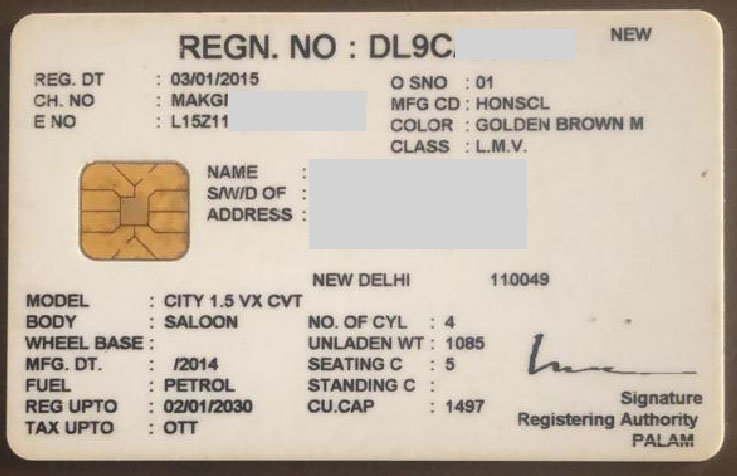 REGN. NO : DL9C
NEW
REG. DT : 03/01/2015
O SNO : 01
CH. NO : MAKGI
MFG CD : HONSCL
E NO : L15Z11
COLOR : GOLDEN BROWN M
CLASS : L.M.V.
NAME :
S/W/D OF :
ADDRESS :
NEW DELHI 110049
MODEL : CITY 1.5 VX CVT
BODY : SALOON
NO. OF CYL : 4
WHEEL BASE :
UNLADEN WT : 1085
MFG. DT. : /2014
SEATING C : 5
FUEL : PETROL
STANDING C :
REG UPTO : 02/01/2030
CU.CAP : 1497
TAX UPTO : OTT
Signature
Registering Authority
PALAM